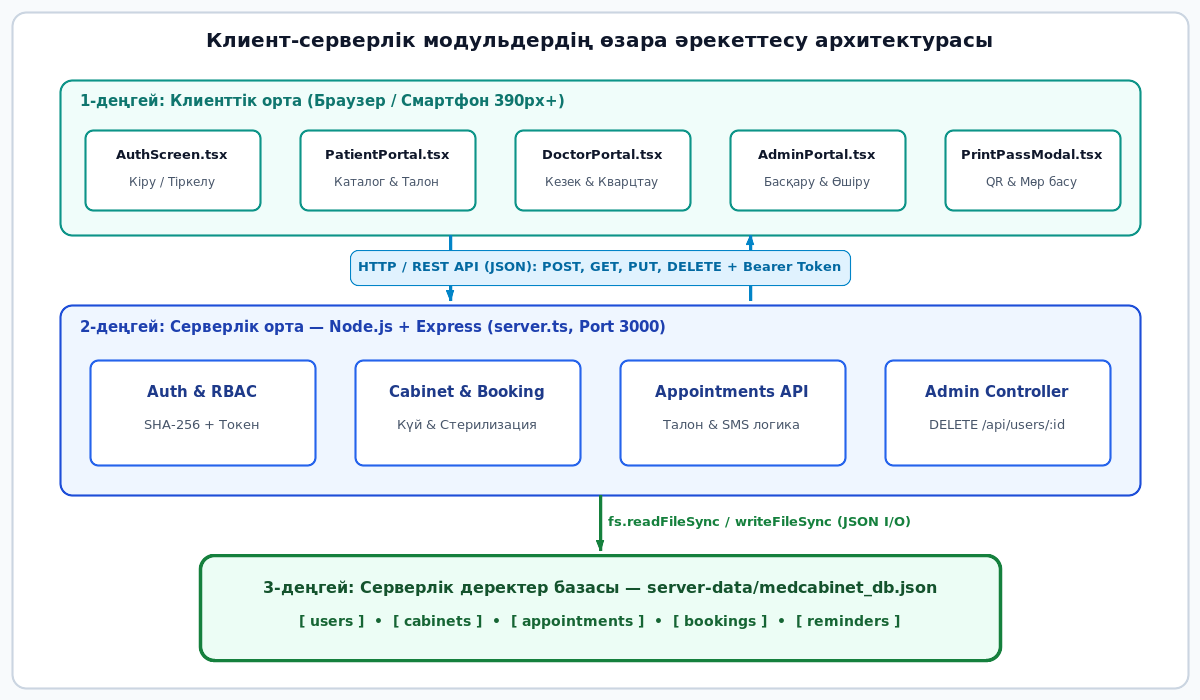 Клиент-серверлік модульдердің өзара әрекеттесу архитектурасы
1-деңгей: Клиенттік орта (Браузер / Смартфон 390px+)
AuthScreen.tsx
Кіру / Тіркелу
PatientPortal.tsx
Каталог & Талон
DoctorPortal.tsx
Кезек & Кварцтау
AdminPortal.tsx
Басқару & Өшіру
PrintPassModal.tsx
QR & Мөр басу
HTTP / REST API (JSON): POST, GET, PUT, DELETE + Bearer Token
2-деңгей: Серверлік орта — Node.js + Express (server.ts, Port 3000)
Auth & RBAC
SHA-256 + Токен
Cabinet & Booking
Күй & Стерилизация
Appointments API
Талон & SMS логика
Admin Controller
DELETE /api/users/:id
fs.readFileSync / writeFileSync (JSON I/O)
3-деңгей: Серверлік деректер базасы — server-data/medcabinet_db.json
[ users ] • [ cabinets ] • [ appointments ] • [ bookings ] • [ reminders ]